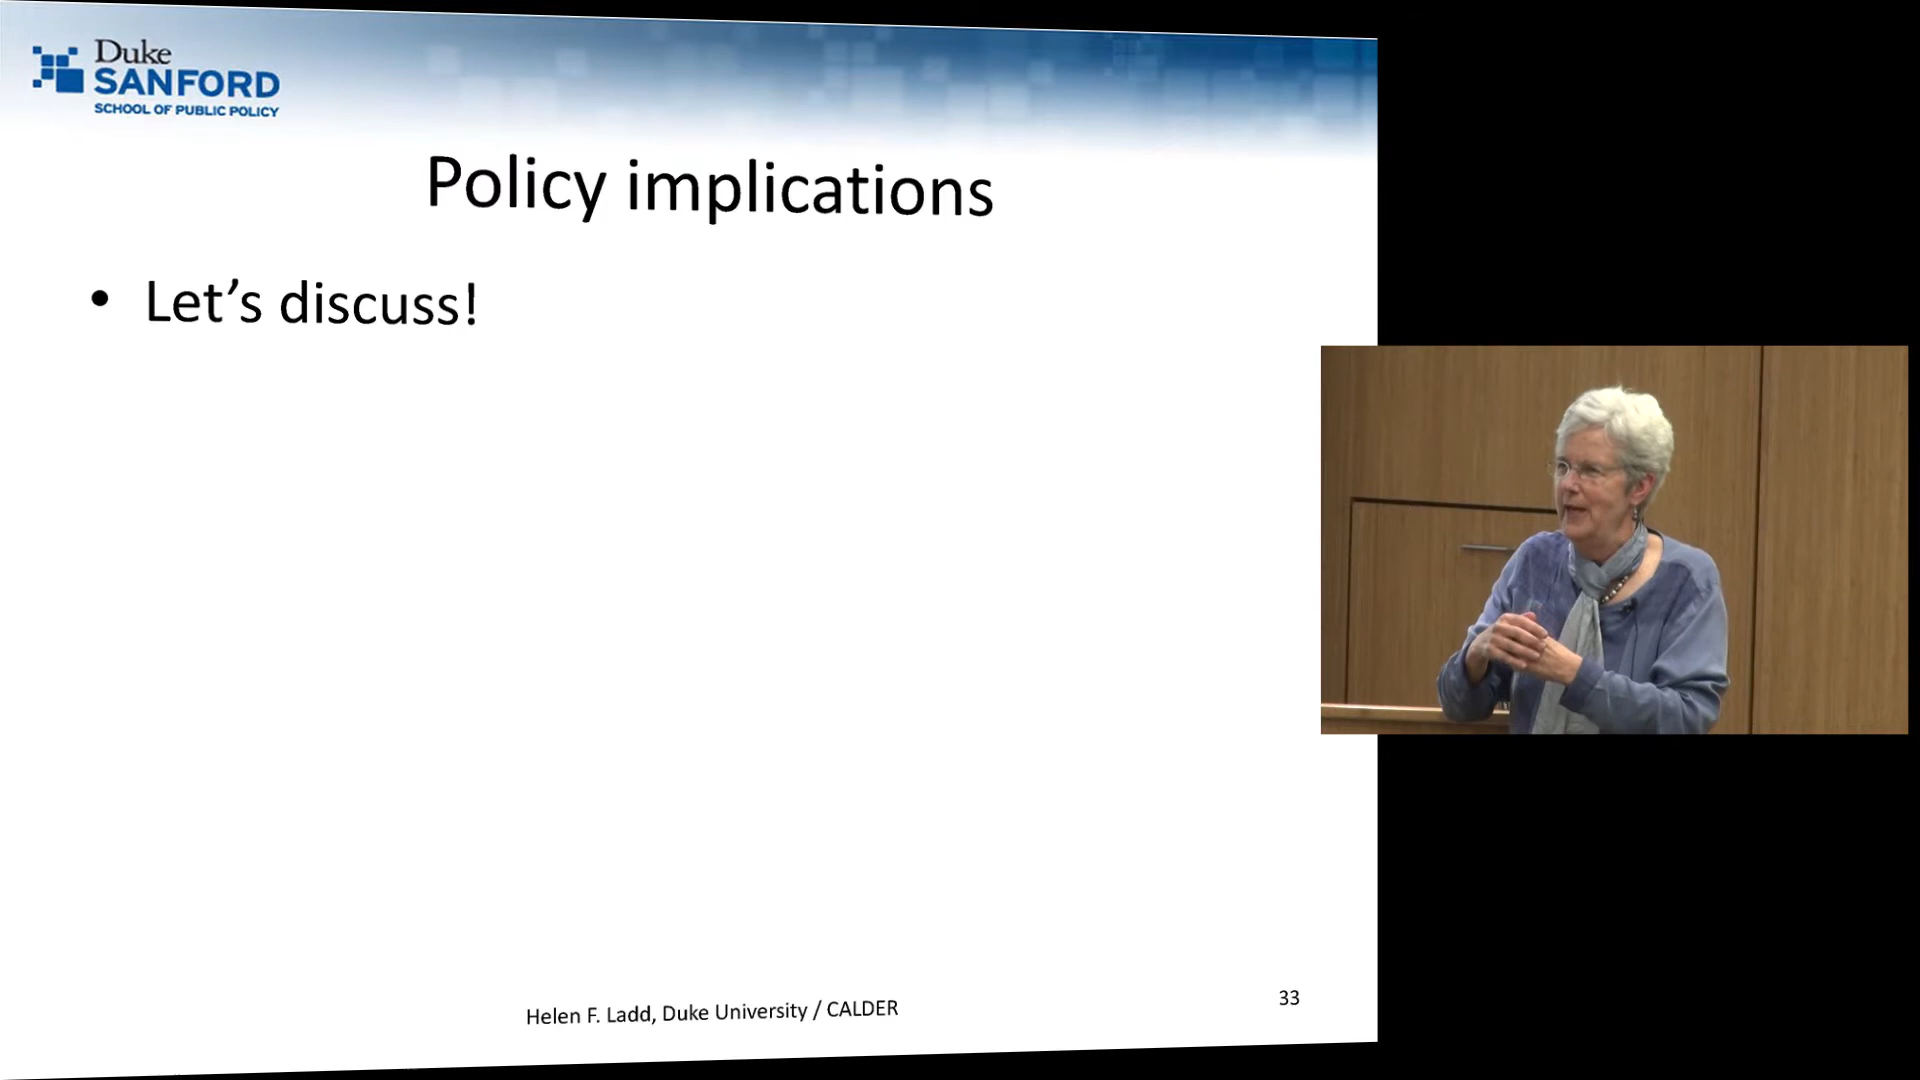 Duke
SANFORD
SCHOOL OF PUBLIC POLICY
Policy implications
• Let’s discuss!
Helen F. Ladd, Duke University / CALDER
33